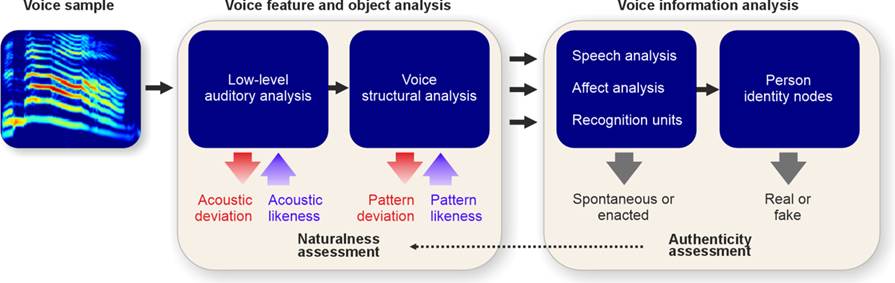 Voice sample
Voice feature and object analysis
Voice information analysis
Low-level
auditory analysis
Voice
structural analysis
Speech analysis
Affect analysis
Recognition units
Person
identity nodes
Acoustic
deviation
Acoustic
likeness
Pattern
deviation
Pattern
likeness
Spontaneous or
enacted
Real or
fake
Naturalness
assessment
Authenticity
assessment